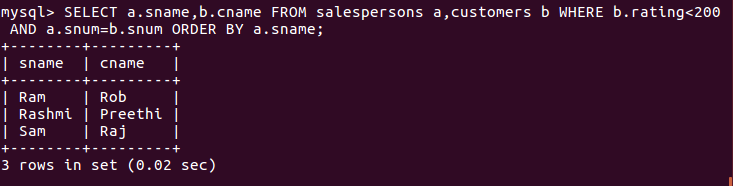 mysql> SELECT a.sname,b.cname FROM salespersons a,customers b WHERE b.rating<200
 AND a.snum=b.snum ORDER BY a.sname;
+--------+---------+
| sname  | cname   |
+--------+---------+
| Ram    | Rob     |
| Rashmi | Preethi |
| Sam    | Raj     |
+--------+---------+
3 rows in set (0.02 sec)